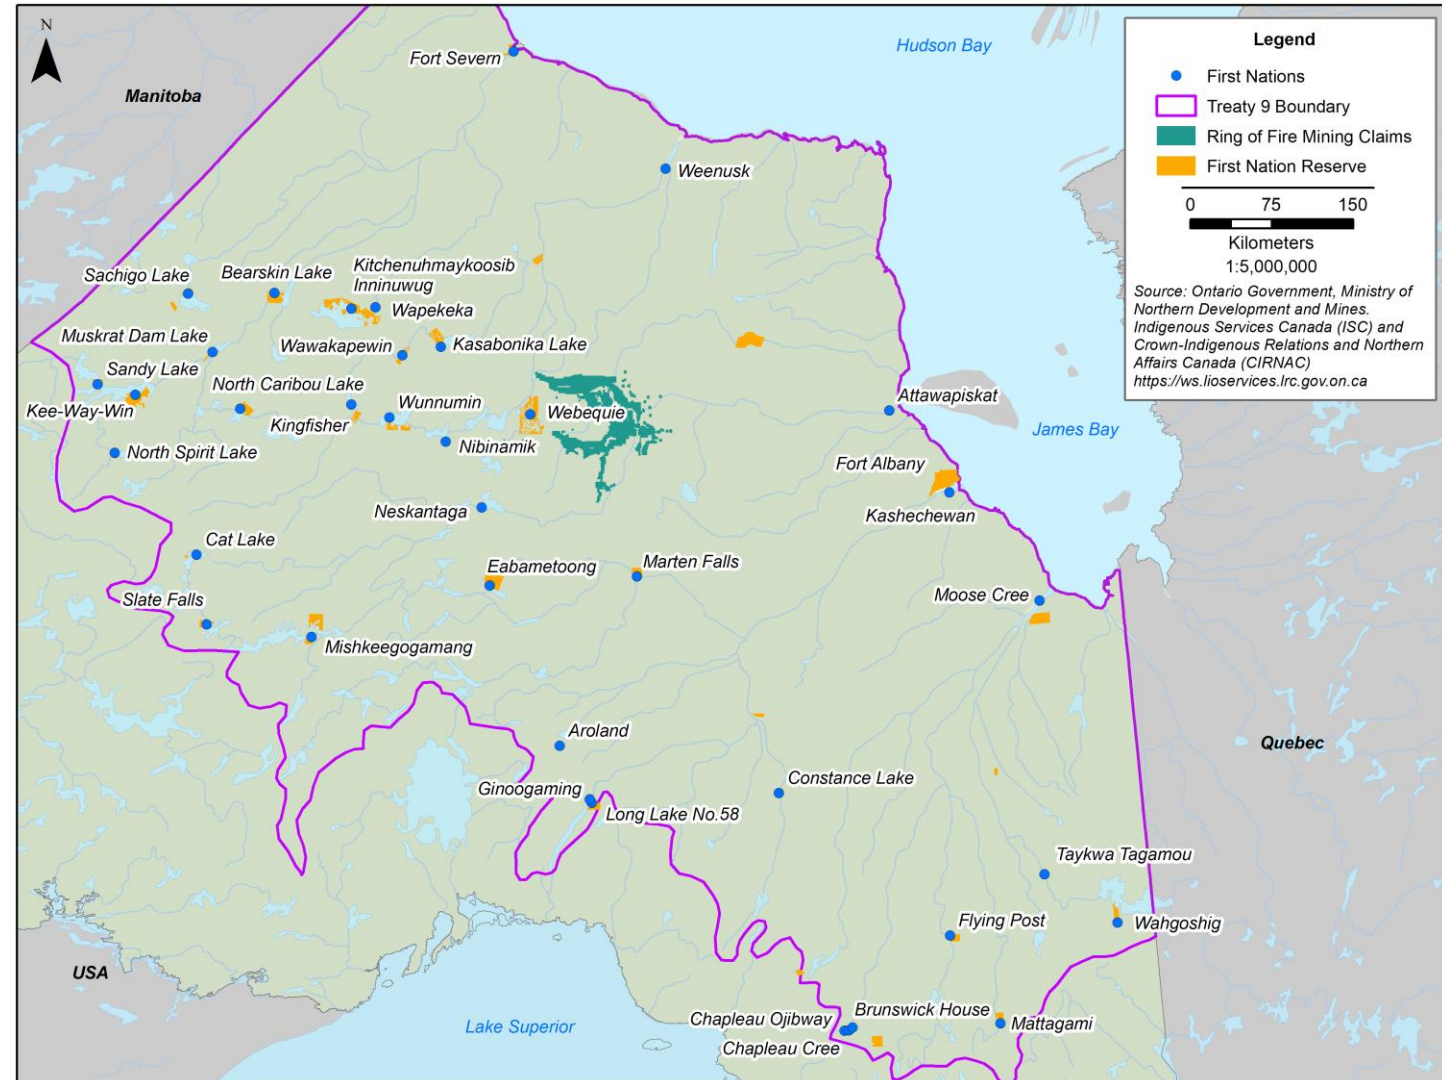 N
Hudson Bay
Fort Severn
Manitoba
Weenusk
Legend
First Nations
Treaty 9 Boundary
Ring of Fire Mining Claims
First Nation Reserve
0 75 150
Kilometers
1:5,000,000
Source: Ontario Government, Ministry of
Northern Development and Mines.
Indigenous Services Canada (ISC) and
Crown-Indigenous Relations and Northern
Affairs Canada (CIRNAC)
https://ws.lioservices.lrc.gov.on.ca
Sachigo Lake
Bearskin Lake
Kitchenuhmaykoosib
Inninuwug
Wapekeka
Muskrat Dam Lake
Wawakapewin
Kasabonika Lake
Sandy Lake
North Caribou Lake
Kee-Way-Win
Kingfisher
Wunnumin
Webequie
Attawapiskat
James Bay
North Spirit Lake
Nibinamik
Fort Albany
Neskantaga
Kashechewan
Cat Lake
Eabametoong
Marten Falls
Slate Falls
Moose Cree
Mishkeegogamang
Aroland
Quebec
Ginoogaming
Constance Lake
Long Lake No.58
Taykwa Tagamou
Flying Post
Wahgoshig
USA
Lake Superior
Chapleau Ojibway
Brunswick House
Mattagami
Chapleau Cree